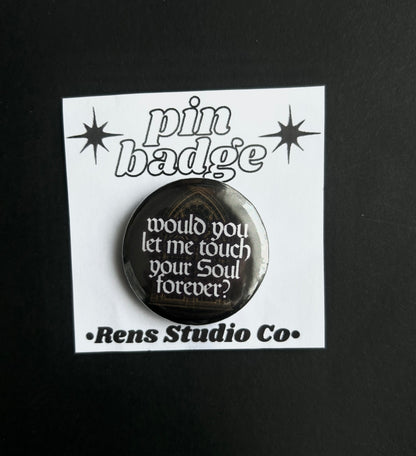 pin
badge
would you
let me touch
your Soul
forever?
•Rens Studio Co•